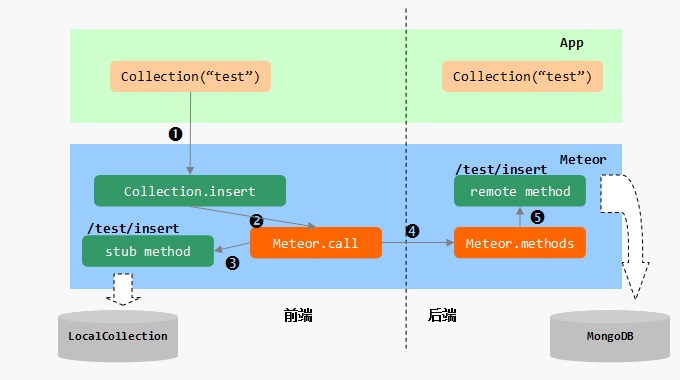 App
Collection(“test”)
Collection(“test”)
❶
Meteor
/test/insert
Collection.insert
remote method
❷
❺
/test/insert
Meteor.call
❹
Meteor.methods
stub method
❸
前端
后端
LocalCollection
MongoDB